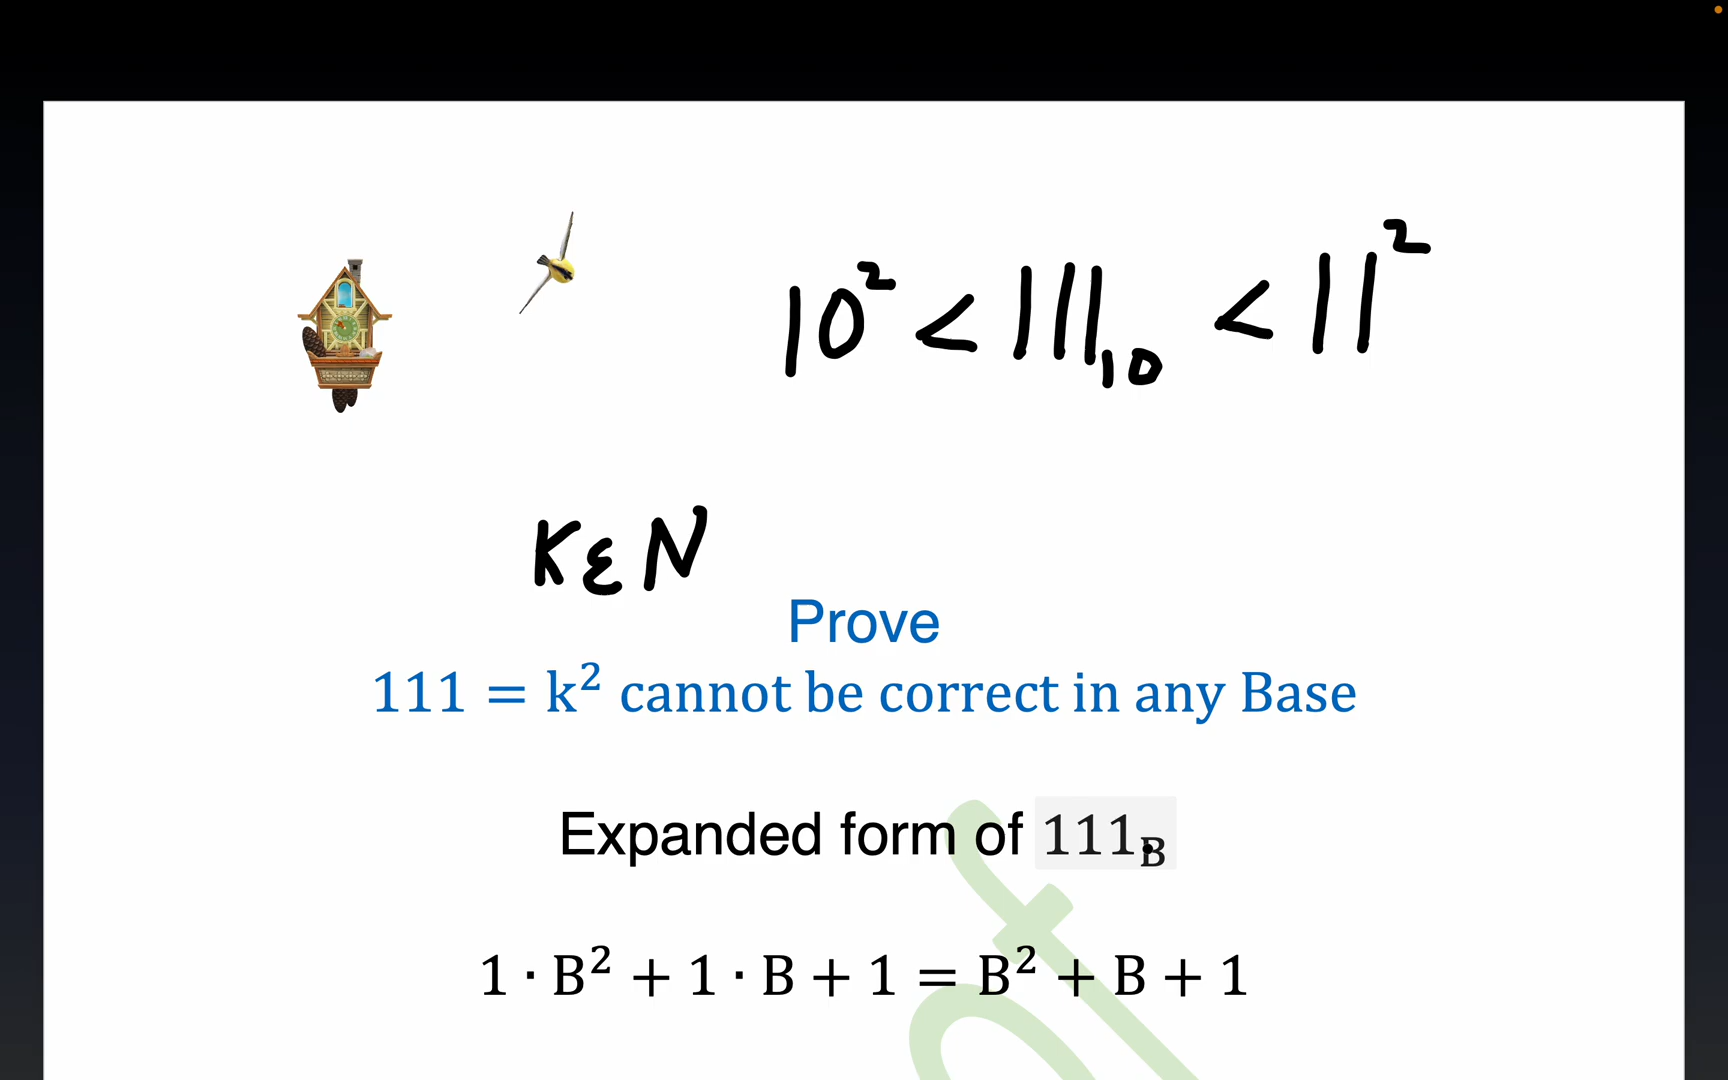 10² < 111₁₀ < 11²
K ε N
Prove
111 = k² cannot be correct in any Base
Expanded form of 111_B
1 · B² + 1 · B + 1 = B² + B + 1